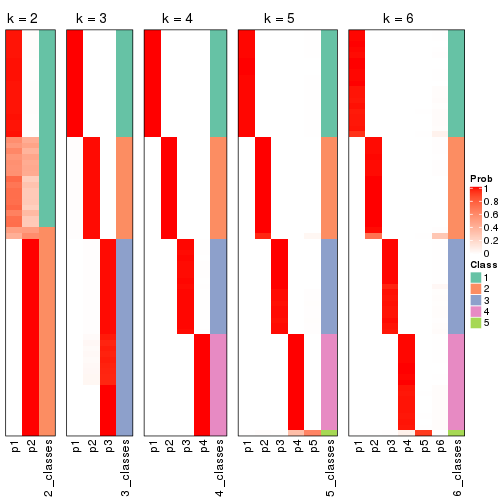 k = 2 k = 3 k = 4 k = 5 k = 6
Prob
1
0.8
0.6
0.4
0.2
0
Class
1
2
3
4
5
p1 p2 2_classes p1 p2 p3 3_classes p1 p2 p3 p4 4_classes p1 p2 p3 p4 p5 5_classes p1 p2 p3 p4 p5 p6 6_classes